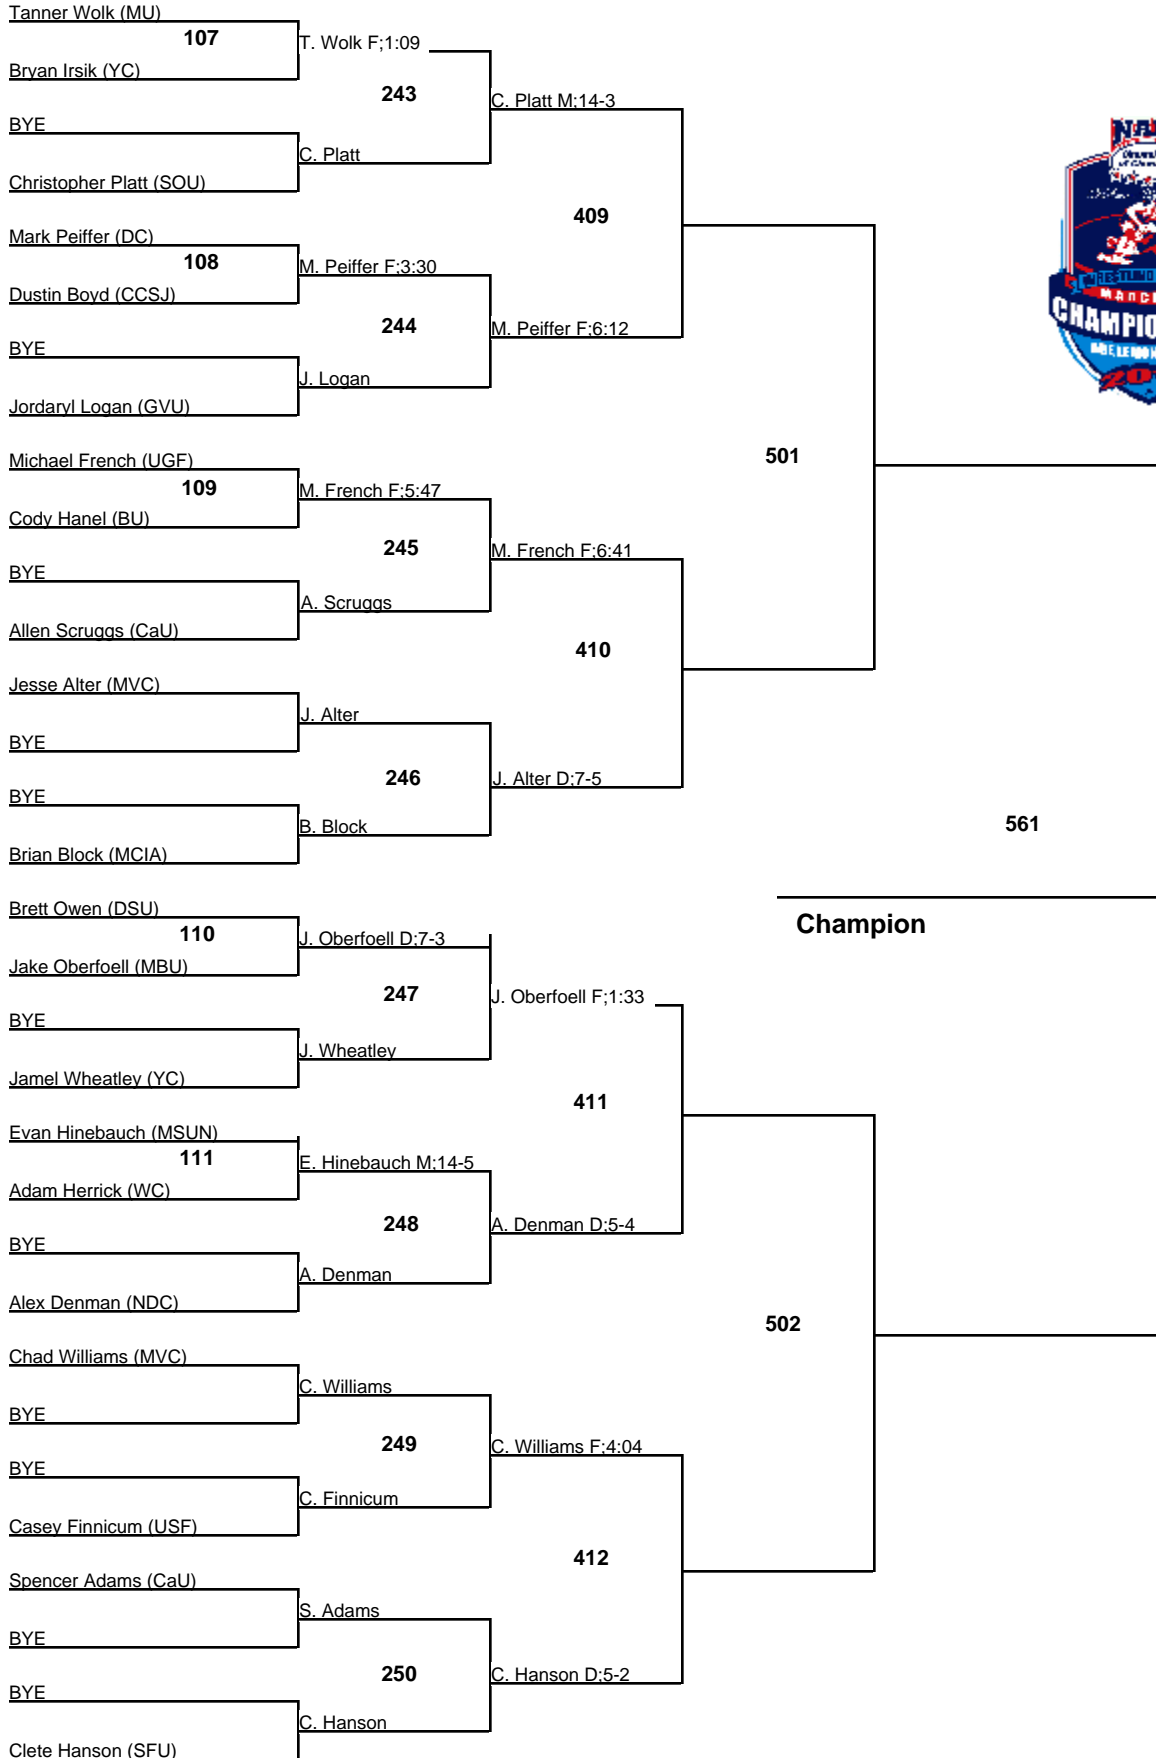 Tanner Wolk (MU)
107
T. Wolk F;1:09
Bryan Irsik (YC)
243
C. Platt M;14-3
BYE
C. Platt
Christopher Platt (SOU)
409
Mark Peiffer (DC)
108
M. Peiffer F;3:30
Dustin Boyd (CCSJ)
244
M. Peiffer F;6:12
BYE
J. Logan
Jordaryl Logan (GVU)
CHAMPIO
501
Michael French (UGF)
109
M. French F;5:47
Cody Hanel (BU)
245
M. French F;6:41
BYE
A. Scruggs
Allen Scruggs (CaU)
410
Jesse Alter (MVC)
J. Alter
BYE
246
J. Alter D;7-5
BYE
B. Block
561
Brian Block (MCIA)
Brett Owen (DSU)
Champion
110
J. Oberfoell D;7-3
Jake Oberfoell (MBU)
247
J. Oberfoell F;1:33
BYE
J. Wheatley
Jamel Wheatley (YC)
411
Evan Hinebauch (MSUN)
111
E. Hinebauch M;14-5
Adam Herrick (WC)
248
A. Denman D;5-4
BYE
A. Denman
Alex Denman (NDC)
502
Chad Williams (MVC)
C. Williams
BYE
249
C. Williams F;4:04
BYE
C. Finnicum
Casey Finnicum (USF)
412
Spencer Adams (CaU)
S. Adams
BYE
250
C. Hanson D;5-2
BYE
C. Hanson
Clete Hanson (SFU)